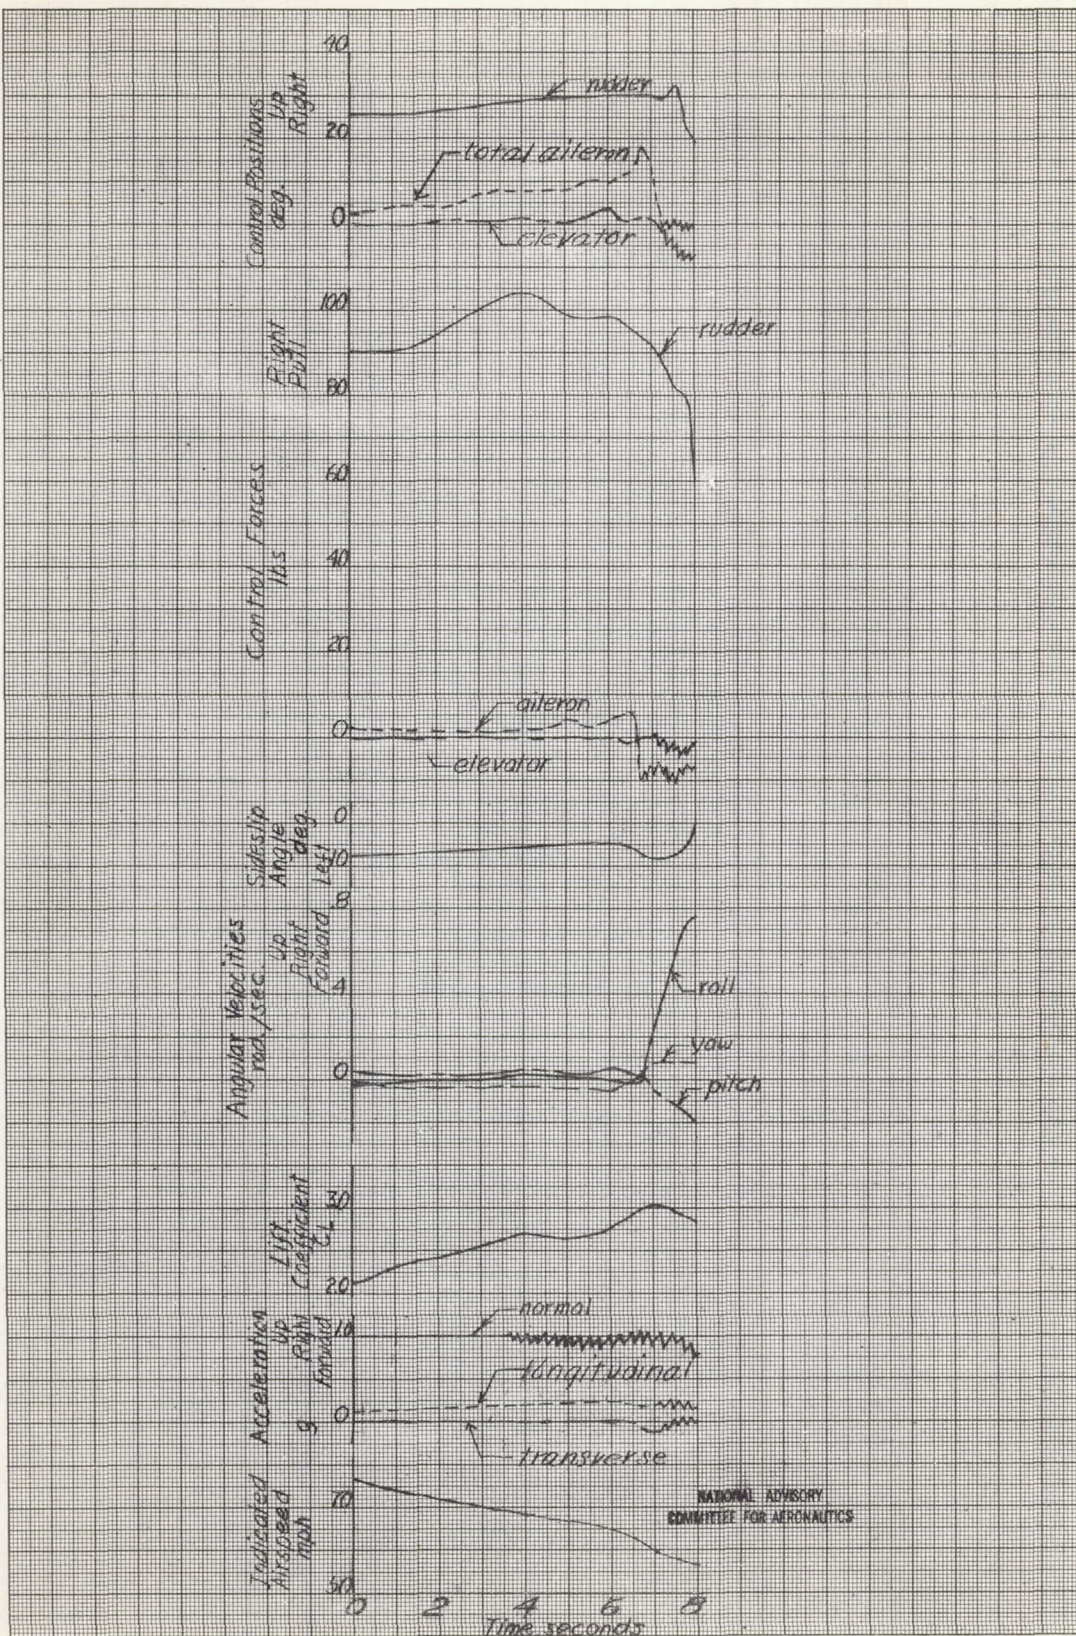 40
Control Positions
deg.
Up
Right
20
0
rudder
total aileron
elevator
100
Right
Pull
80
60
Control Forces
lbs
40
20
0
rudder
aileron
elevator
Sideslip
Angle
deg.
Left
0
10
Angular Velocities
rad./sec.
Up
Right
Forward
8
4
0
roll
yaw
pitch
Lift
Coefficient
CL
3.0
2.0
Acceleration
g
Up
Right
Forward
1.0
0
normal
longitudinal
transverse
Indicated
Airspeed
mph
70
50
0 2 4 6 8
Time, seconds
NATIONAL ADVISORY
COMMITTEE FOR AERONAUTICS